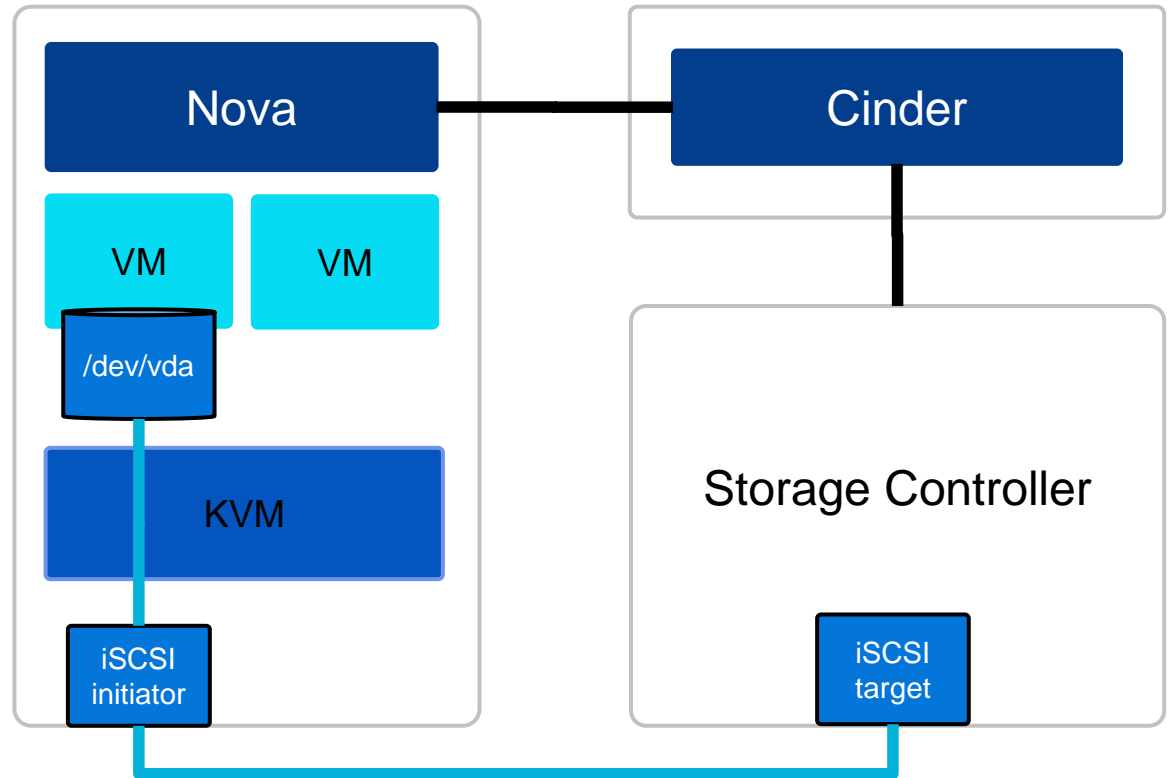 Nova
Cinder
VM
VM
/dev/vda
KVM
Storage Controller
iSCSI
initiator
iSCSI
target